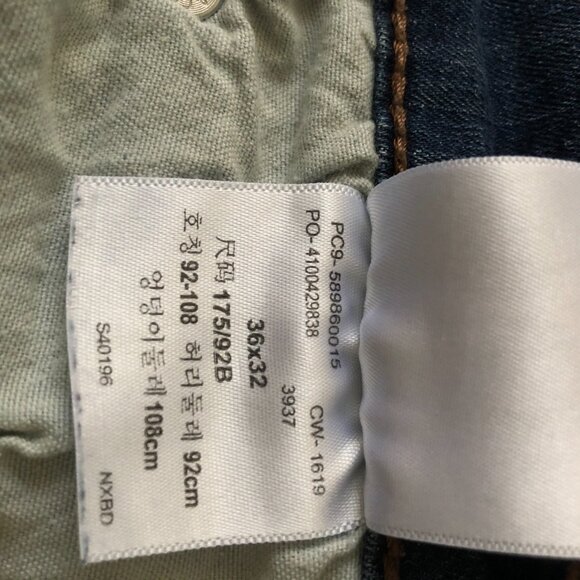 PC9- 589860015
PO- 4100429838 CW- 1619
3937
36x32
尺码 175/92B
호칭 92-108 허리둘레 92cm
엉덩이둘레 108cm
S40196 NXBD